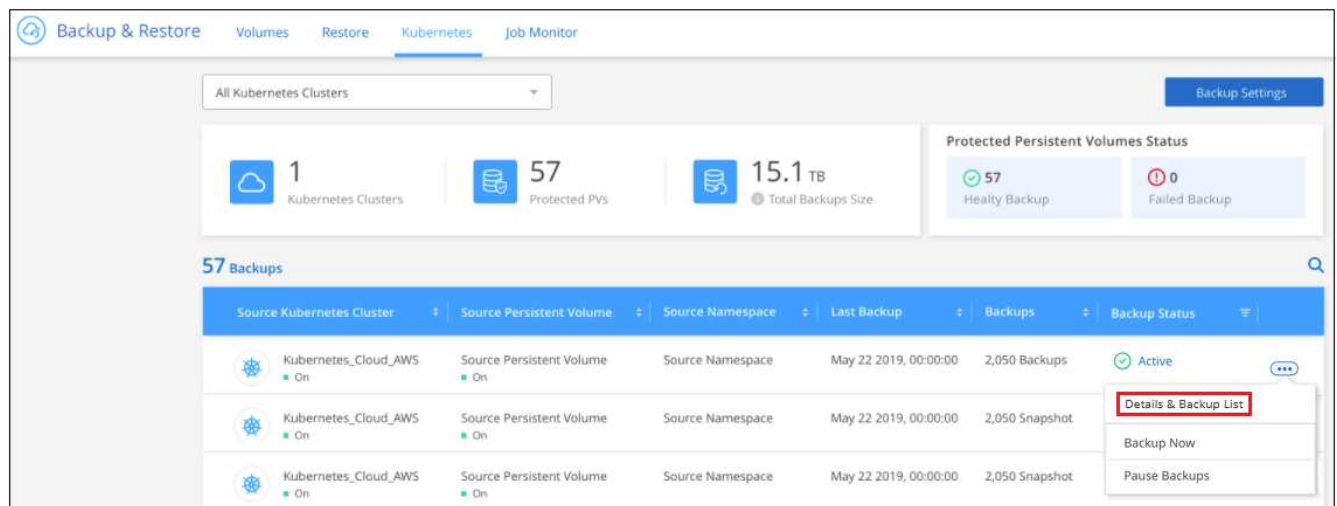 Backup & Restore Volumes Restore Kubernetes Job Monitor
All Kubernetes Clusters
Backup Settings
1
Kubernetes Clusters
57
Protected PVs
15.1 TB
Total Backups Size
Protected Persistent Volumes Status
57
Healty Backup
0
Failed Backup
57 Backups
Source Kubernetes Cluster Source Persistent Volume Source Namespace Last Backup Backups Backup Status
Kubernetes_Cloud_AWS Source Persistent Volume Source Namespace May 22 2019, 00:00:00 2,050 Backups Active
On On
Details & Backup List
Kubernetes_Cloud_AWS Source Persistent Volume Source Namespace May 22 2019, 00:00:00 2,050 Snapshot
On On
Backup Now
Kubernetes_Cloud_AWS Source Persistent Volume Source Namespace May 22 2019, 00:00:00 2,050 Snapshot
On On
Pause Backups